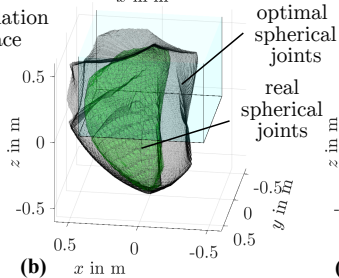 optimal
spherical
joints
real
spherical
joints
0.5
0
-0.5
z in m
0.5
0
-0.5
x in m
-0.5
0
0.5
y in m
(b)
z in m